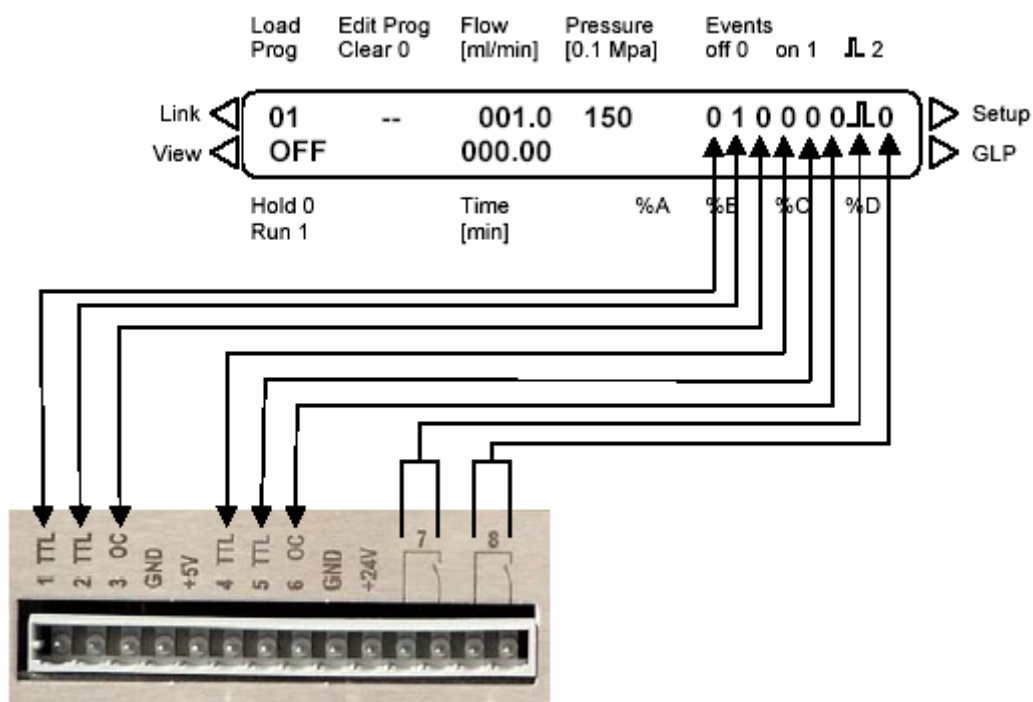 Load Edit Prog Flow Pressure Events
Prog Clear 0 [ml/min] [0.1 Mpa] off 0 on 1 2
Link 01 -- 001.0 150 0 1 0 0 0 0 0 Setup
View OFF 000.00 GLP
Hold 0 Time %A %B %C %D
Run 1 [min]
1 TTL
2 TTL
3 OC
GND
+5V
4 TTL
5 TTL
6 OC
GND
+24V
7
8